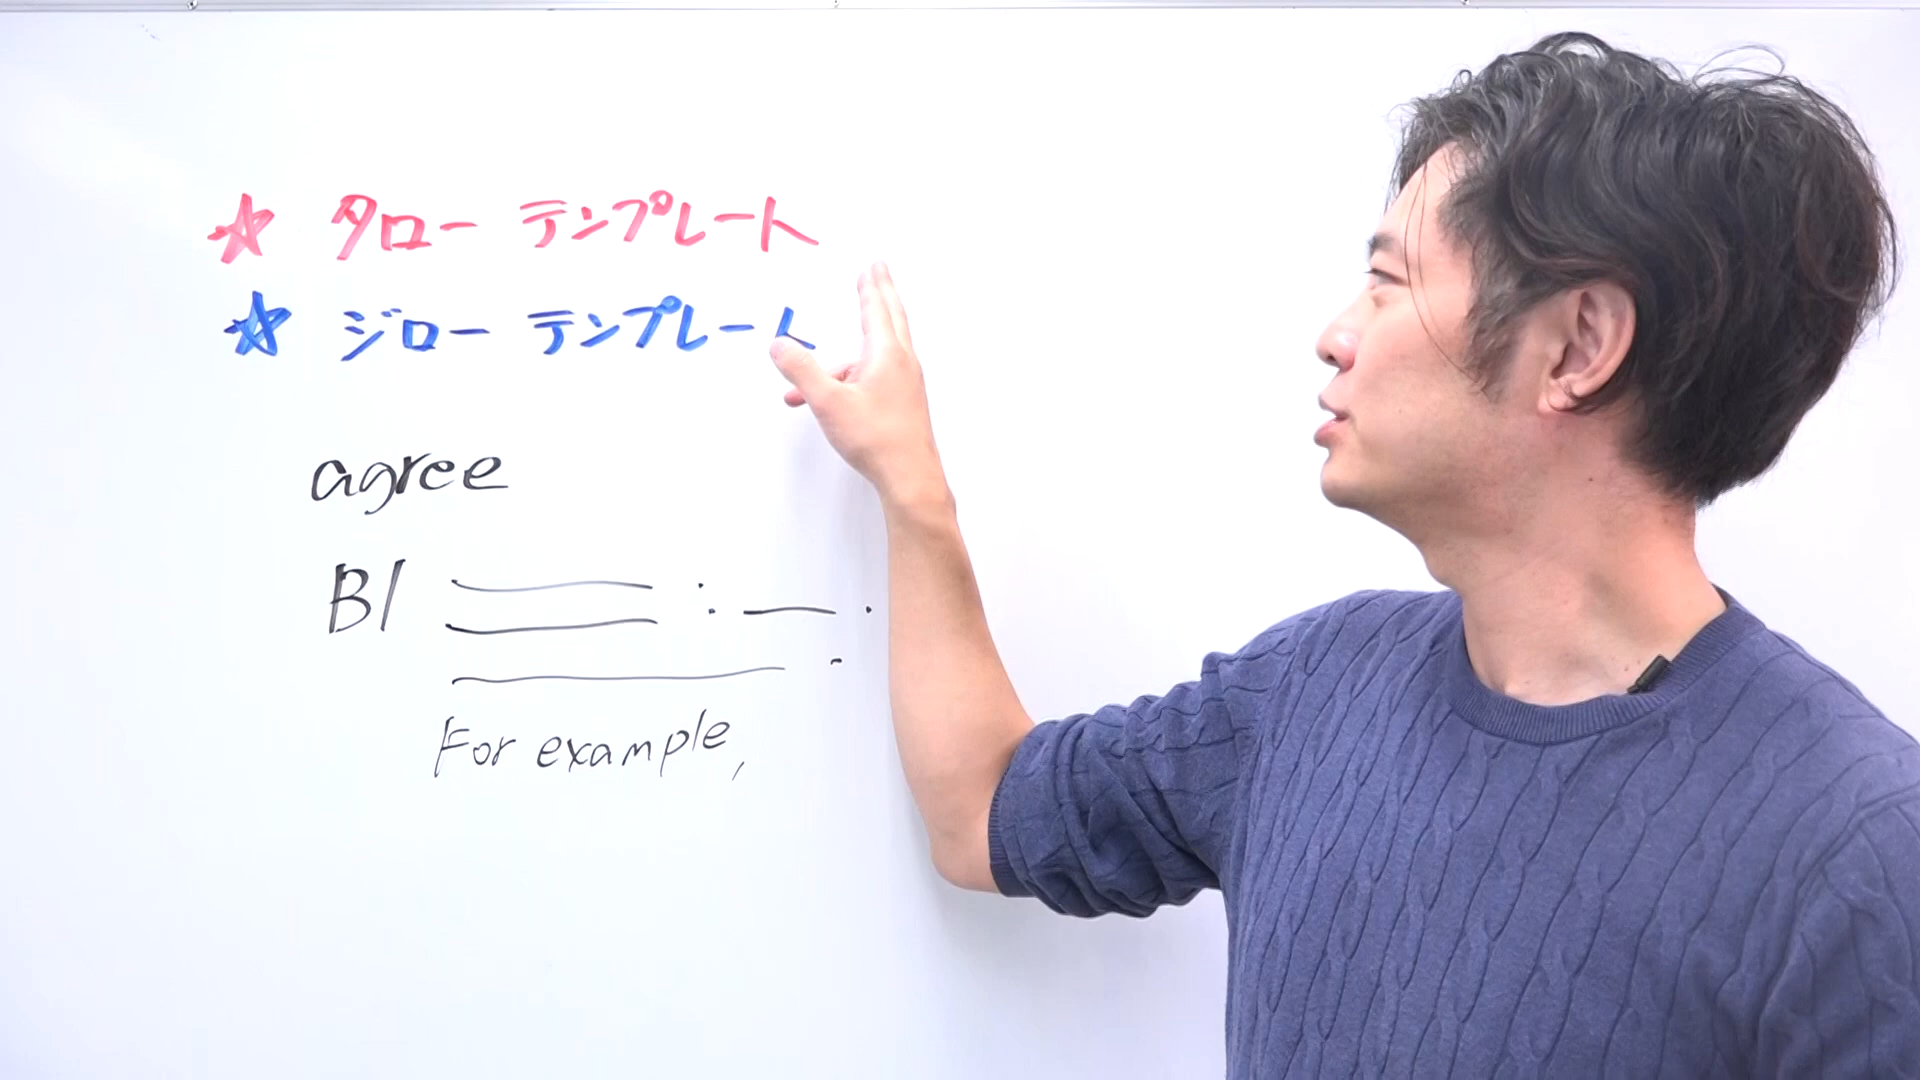 ☆ タロー テンプレート
☆ ジロー テンプレート
agree
B1
For example,